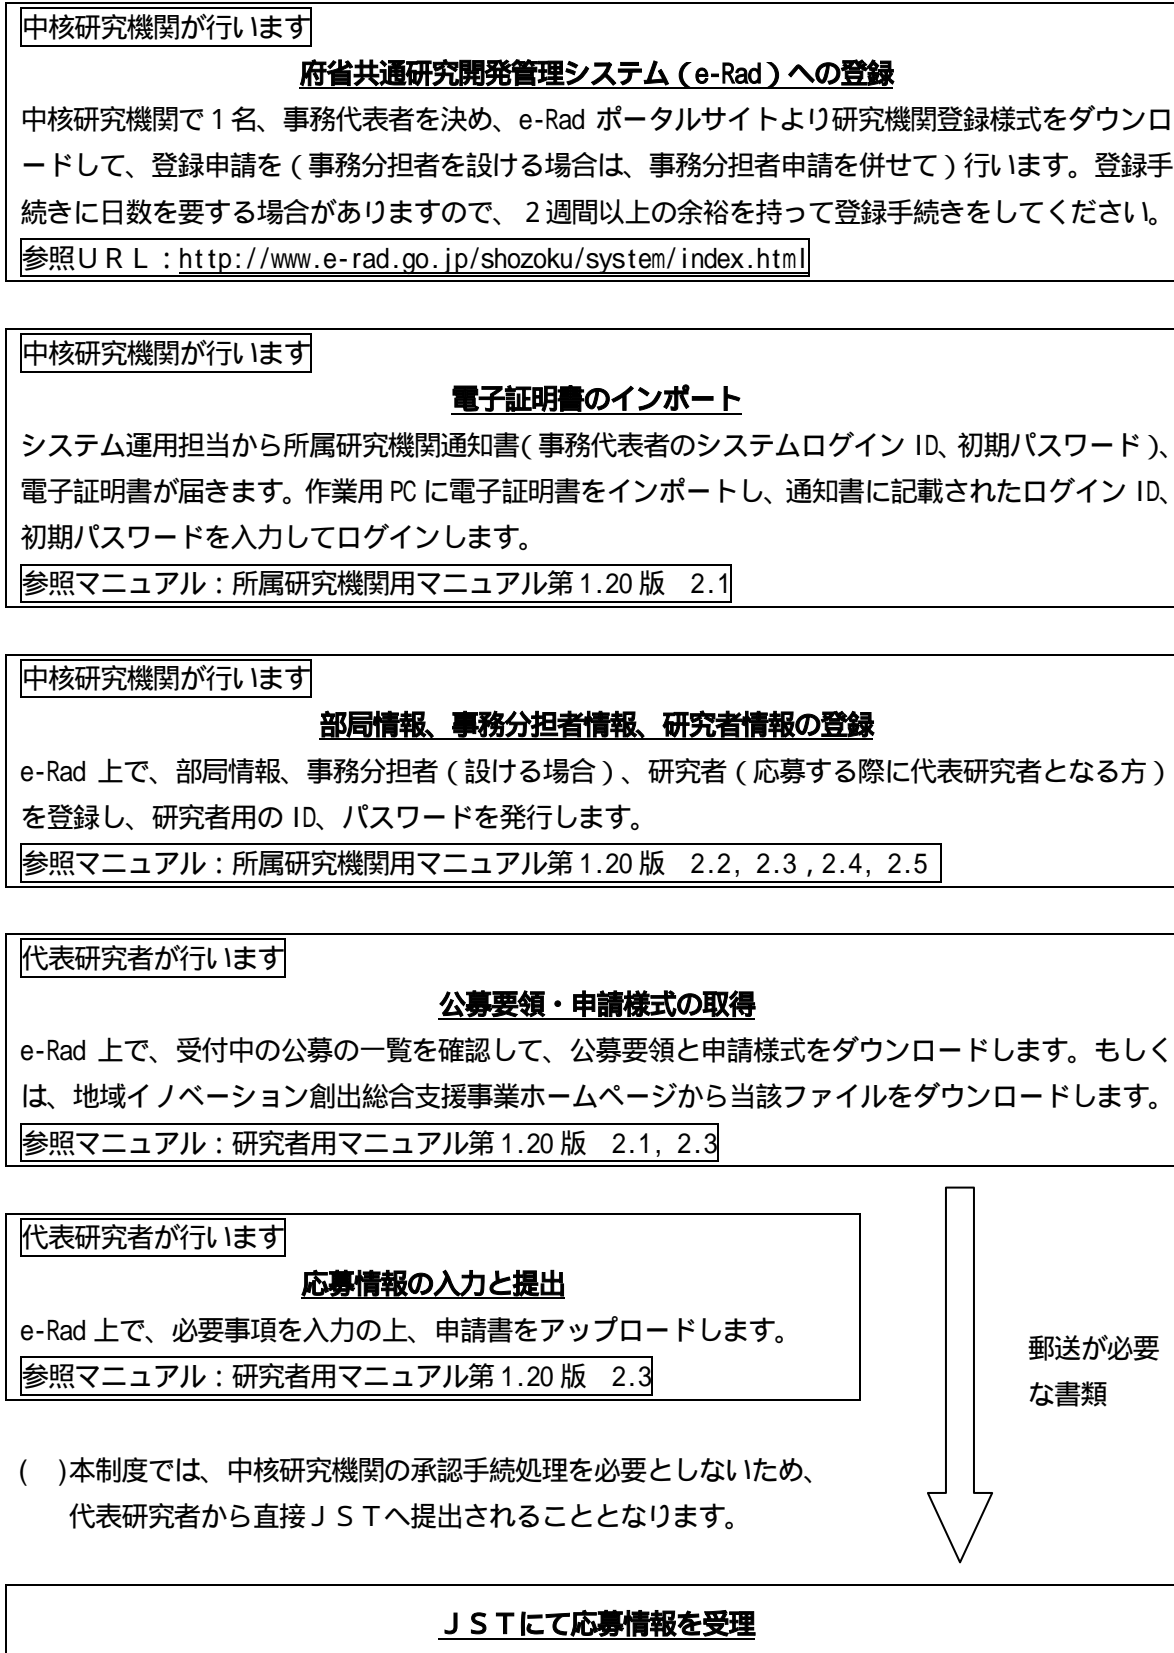 中核研究機関が行います
府省共通研究開発管理システム（e-Rad）への登録
中核研究機関で１名、事務代表者を決め、e-Rad ポータルサイトより研究機関登録様式をダウンロ
ードして、登録申請を（事務分担者を設ける場合は、事務分担者申請を併せて）行います。登録手
続きに日数を要する場合がありますので、２週間以上の余裕を持って登録手続きをしてください。
参照ＵＲＬ：http://www.e-rad.go.jp/shozoku/system/index.html
中核研究機関が行います
電子証明書のインポート
システム運用担当から所属研究機関通知書（事務代表者のシステムログイン ID、初期パスワード）、
電子証明書が届きます。作業用 PC に電子証明書をインポートし、通知書に記載されたログイン ID、
初期パスワードを入力してログインします。
参照マニュアル：所属研究機関用マニュアル第 1.20 版　2.1
中核研究機関が行います
部局情報、事務分担者情報、研究者情報の登録
e-Rad 上で、部局情報、事務分担者（設ける場合）、研究者（応募する際に代表研究者となる方）
を登録し、研究者用の ID、パスワードを発行します。
参照マニュアル：所属研究機関用マニュアル第 1.20 版　2.2, 2.3 , 2.4, 2.5
代表研究者が行います
公募要領・申請様式の取得
e-Rad 上で、受付中の公募の一覧を確認して、公募要領と申請様式をダウンロードします。もしく
は、地域イノベーション創出総合支援事業ホームページから当該ファイルをダウンロードします。
参照マニュアル：研究者用マニュアル第 1.20 版　2.1, 2.3
代表研究者が行います
応募情報の入力と提出
e-Rad 上で、必要事項を入力の上、申請書をアップロードします。
参照マニュアル：研究者用マニュアル第 1.20 版　2.3
郵送が必要
な書類
(　)本制度では、中核研究機関の承認手続処理を必要としないため、
代表研究者から直接ＪＳＴへ提出されることとなります。
ＪＳＴにて応募情報を受理